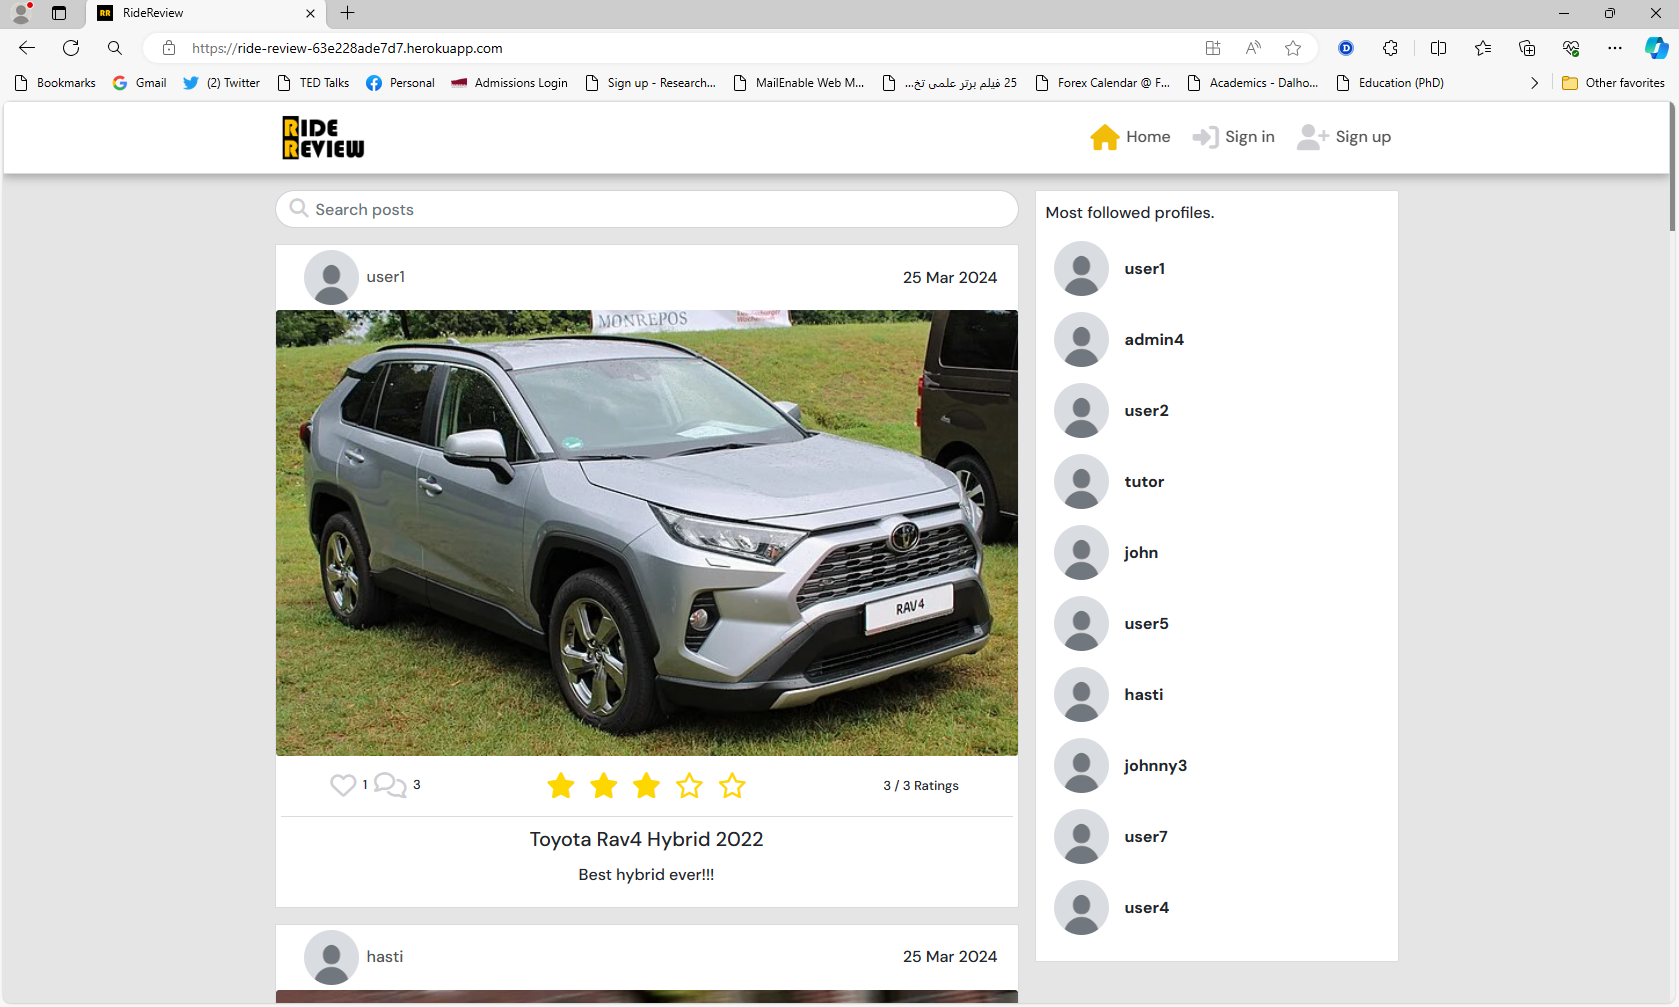 RR RideReview
https://ride-review-63e228ade7d7.herokuapp.com
Bookmarks Gmail (2) Twitter TED Talks Personal Admissions Login Sign up - Research... MailEnable Web M... 25 فیلم برتر علمی تخ... Forex Calendar @ F... Academics - Dalho... Education (PhD) Other favorites
RIDE
REVIEW
Home Sign in Sign up
Search posts
user1 25 Mar 2024
MONREPOS
RAV4
1 3 3 / 3 Ratings
Toyota Rav4 Hybrid 2022
Best hybrid ever!!!
hasti 25 Mar 2024
Most followed profiles.
user1
admin4
user2
tutor
john
user5
hasti
johnny3
user7
user4